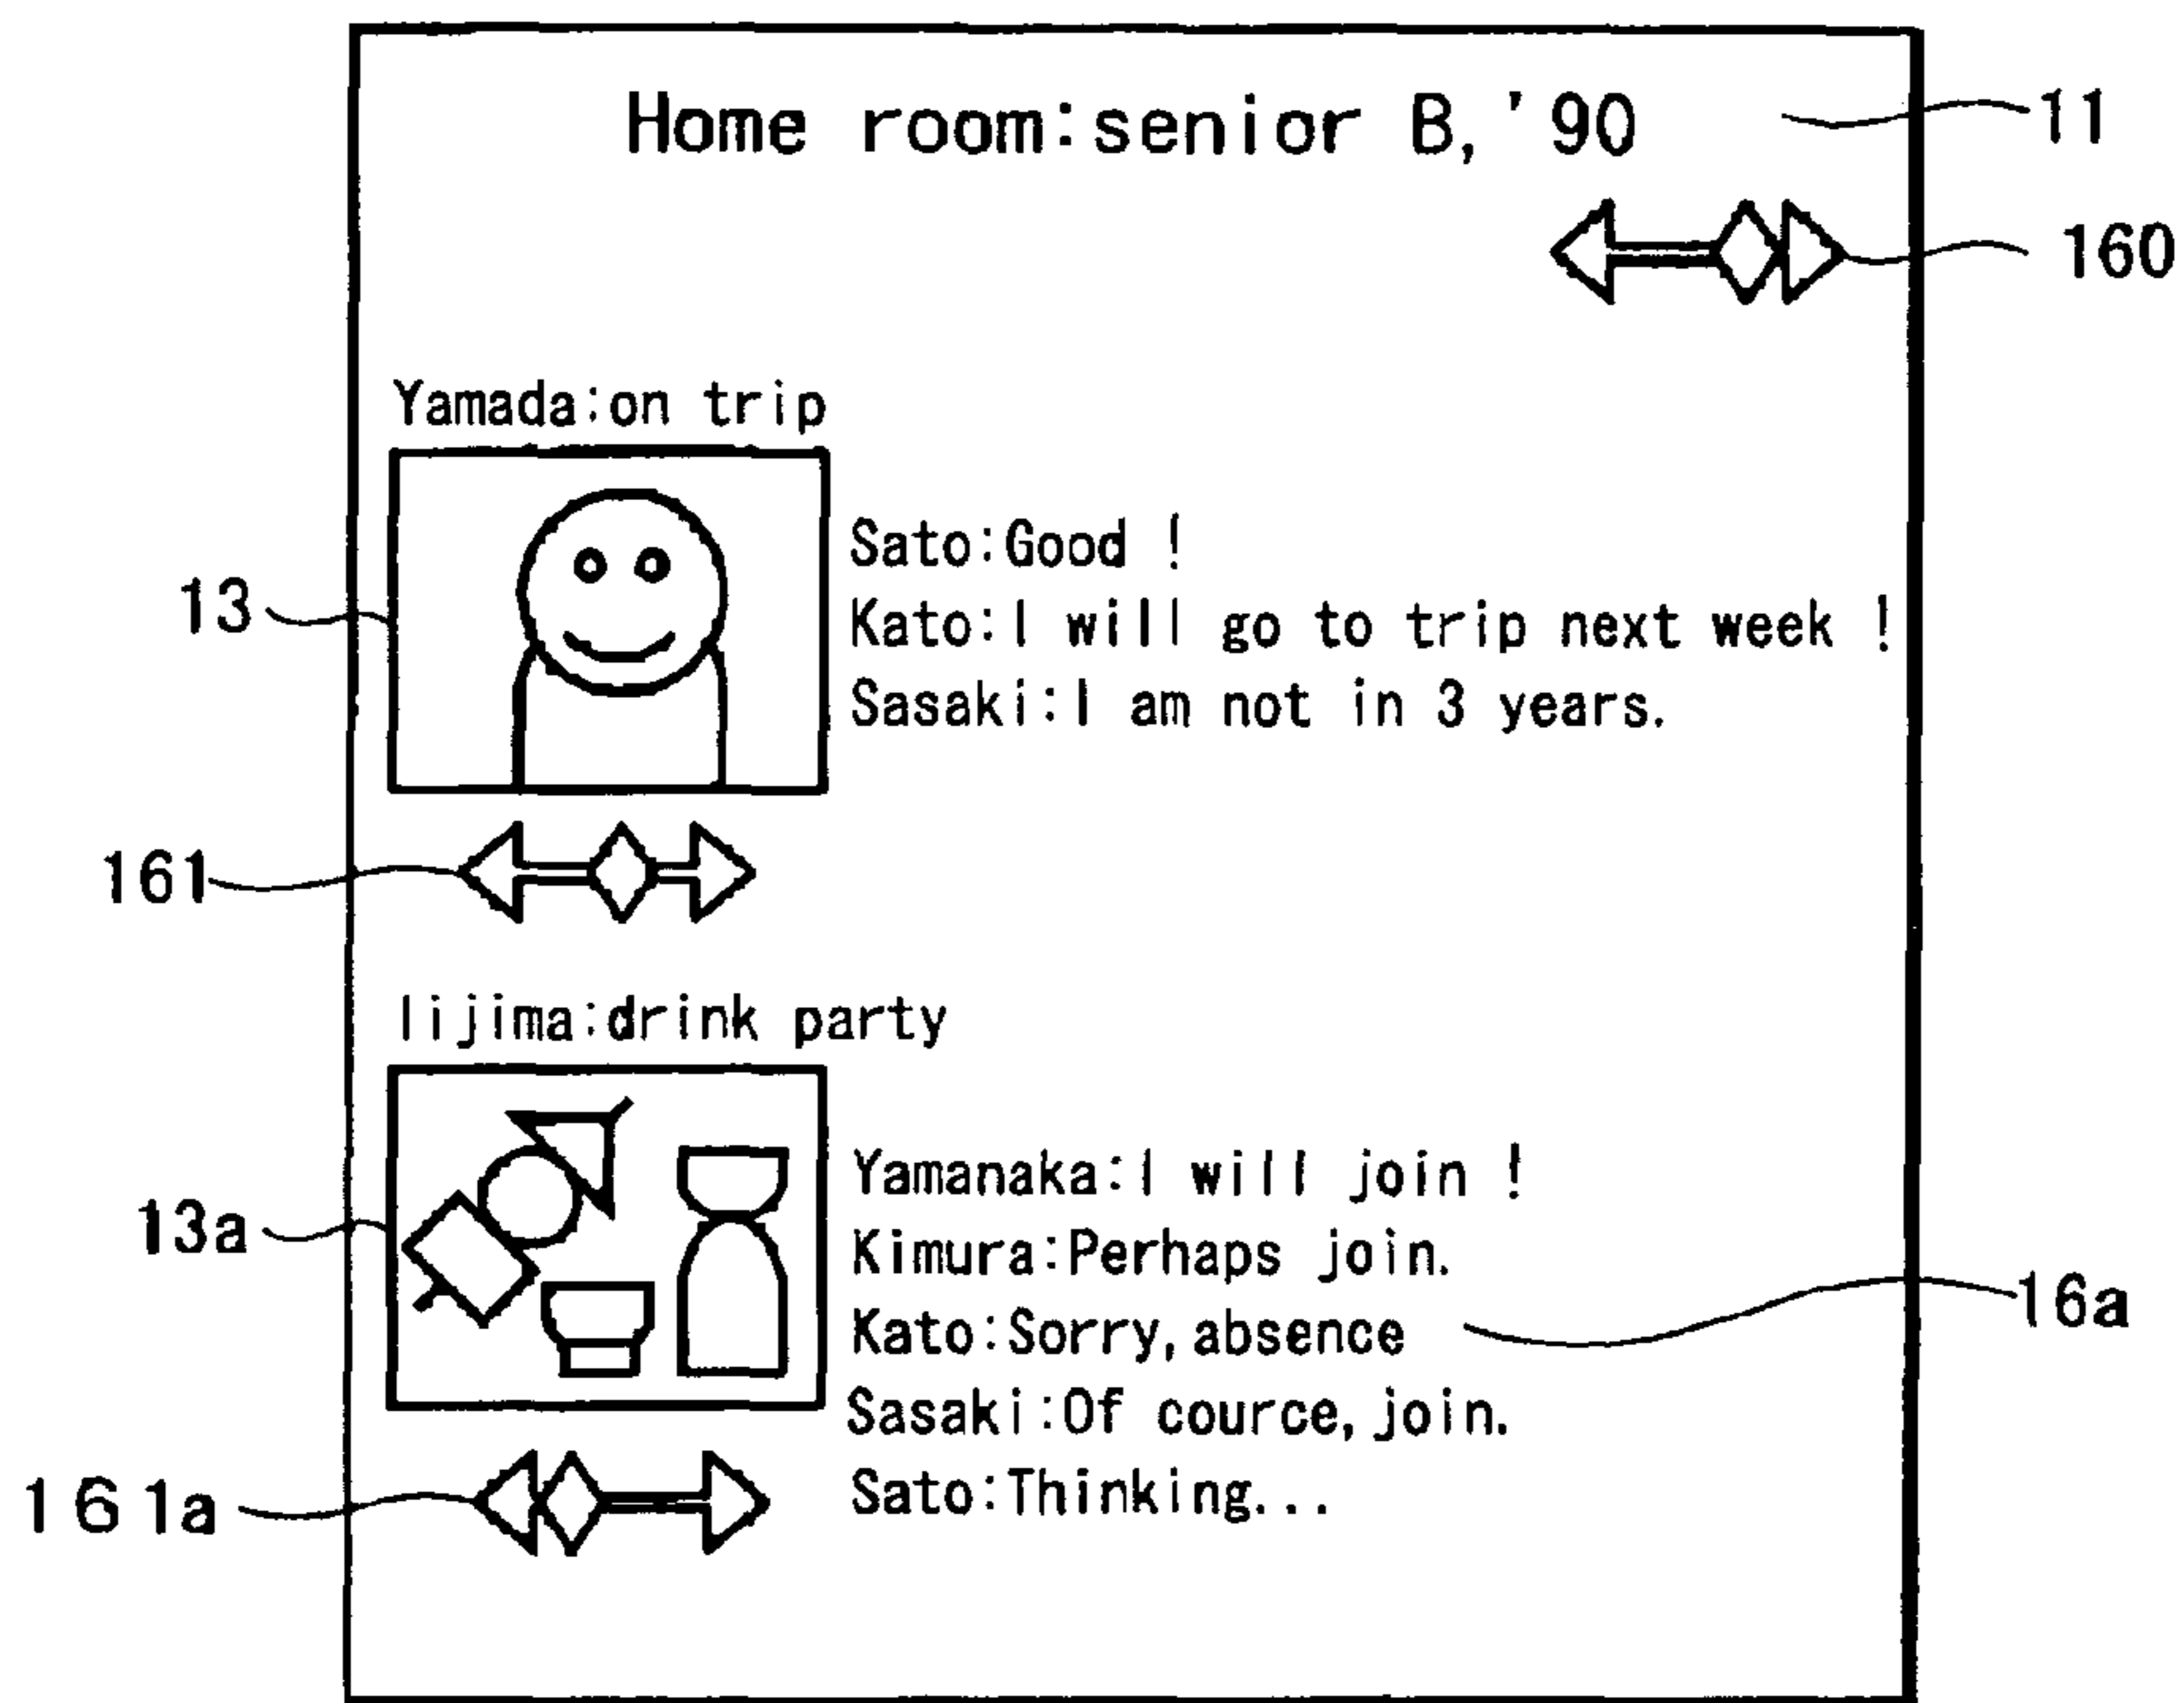 Home room:senior B,'90
11
160
Yamada:on trip
13
Sato:Good !
Kato:I will go to trip next week !
Sasaki:I am not in 3 years.
161
Iijima:drink party
13a
Yamanaka:I will join !
Kimura:Perhaps join.
Kato:Sorry,absence
16a
Sasaki:Of cource,join.
Sato:Thinking...
161a